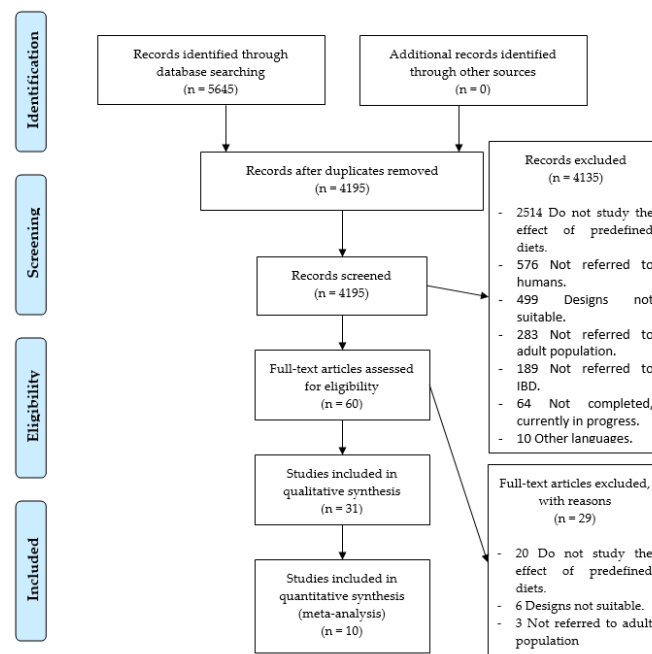 Identification
Records identified through
database searching
(n = 5645)
Additional records identified
through other sources
(n = 0)
Records after duplicates removed
(n = 4195)
Records excluded
(n = 4135)
- 2514 Do not study the
effect of predefined
diets.
- 576 Not referred to
humans.
- 499 Designs not
suitable.
- 283 Not referred to
adult population.
- 189 Not referred to
IBD.
- 64 Not completed,
currently in progress.
- 10 Other languages.
Screening
Records screened
(n = 4195)
Eligibility
Full-text articles assessed
for eligibility
(n = 60)
Studies included in
qualitative synthesis
(n = 31)
Full-text articles excluded,
with reasons
(n = 29)
- 20 Do not study the
effect of predefined
diets.
- 6 Designs not suitable.
- 3 Not referred to adult
population
Included
Studies included in
quantitative synthesis
(meta-analysis)
(n = 10)